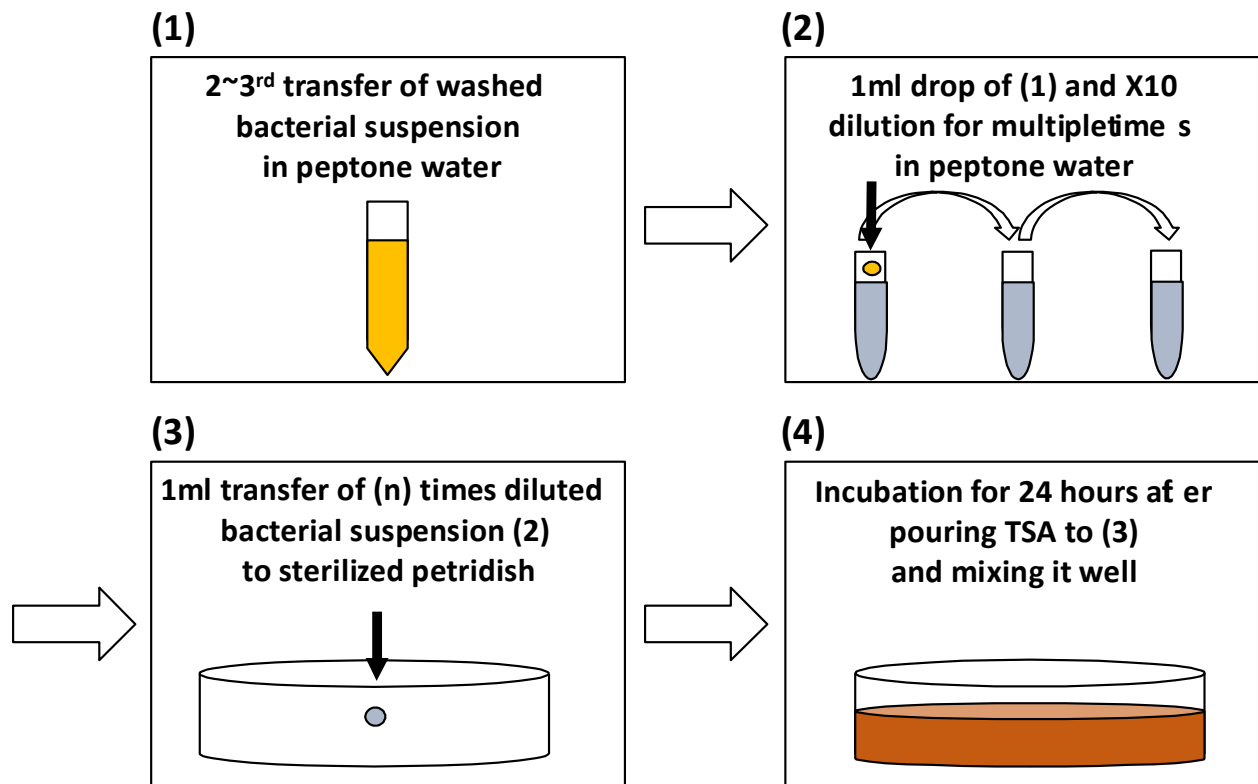 (1)
2~3rd transfer of washed
bacterial suspension
in peptone water
(2)
1ml drop of (1) and X10
dilution for multipletime s
in peptone water
(3)
1ml transfer of (n) times diluted
bacterial suspension (2)
to sterilized petridish
(4)
Incubation for 24 hours af er
pouring TSA to (3)
and mixing it well